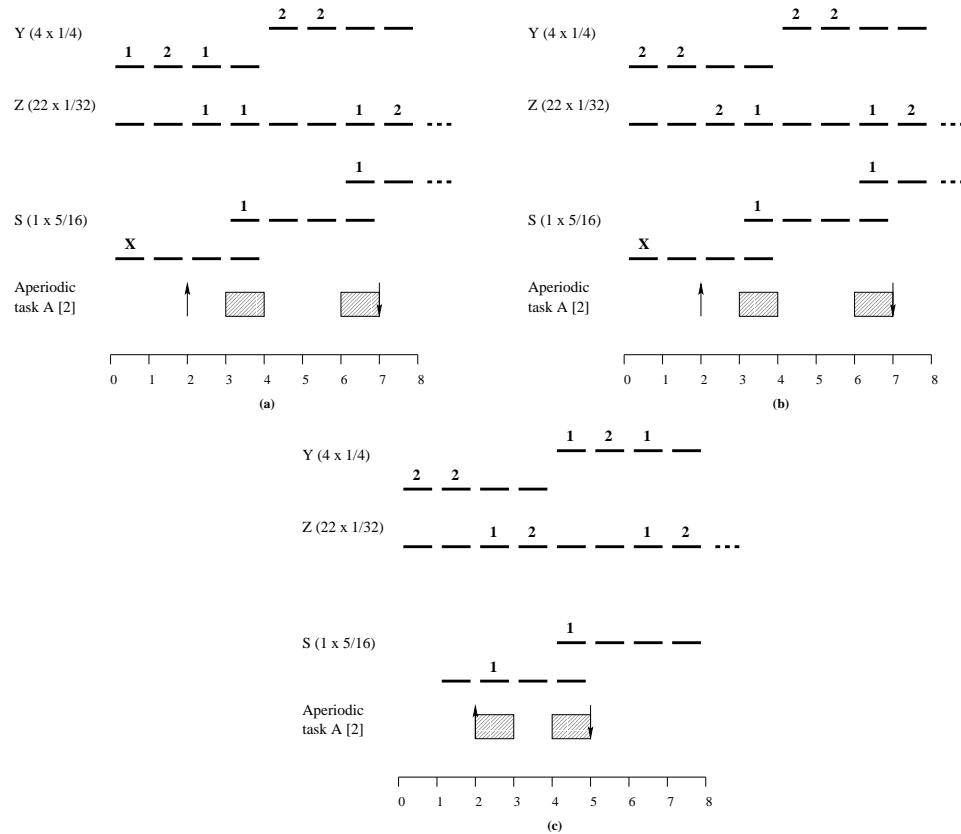 2 2
Y (4 x 1/4)
1 2 1
Z (22 x 1/32)
1 1 1 2
1
1
S (1 x 5/16)
X
Aperiodic
task A [2]
0 1 2 3 4 5 6 7 8
(a)
2 2
Y (4 x 1/4)
2 2
Z (22 x 1/32)
2 1 1 2
1
1
S (1 x 5/16)
X
Aperiodic
task A [2]
0 1 2 3 4 5 6 7 8
(b)
1 2 1
Y (4 x 1/4)
2 2
Z (22 x 1/32)
1 2 1 2
1
S (1 x 5/16)
1
Aperiodic
task A [2]
0 1 2 3 4 5 6 7 8
(c)